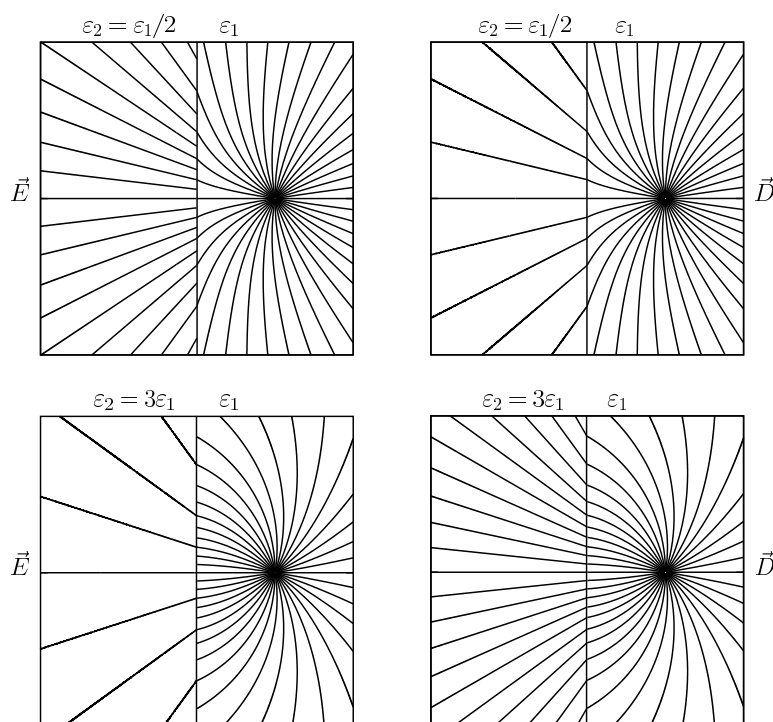 ε₂ = ε₁/2 ε₁
ε₂ = ε₁/2 ε₁
E⃗
D⃗
ε₂ = 3ε₁ ε₁
ε₂ = 3ε₁ ε₁
E⃗
D⃗